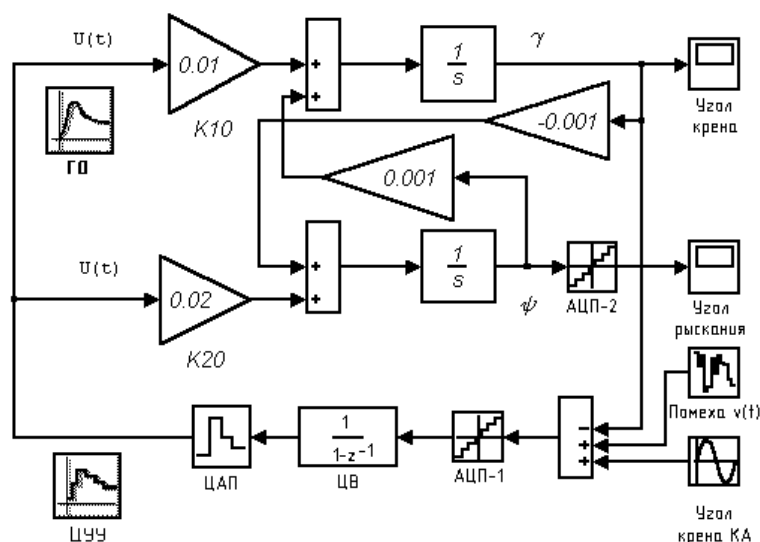 U(t)
0.01
K10
+
+
1
s
γ
Угол
крена
-0.001
ГО
0.001
U(t)
0.02
K20
+
+
1
s
ψ
АЦП-2
Угол
рыскания
Помеха v(t)
ЦАП
1
1-z⁻¹
ЦВ
АЦП-1
−
+
+
Угол
крена КА
ЦУУ